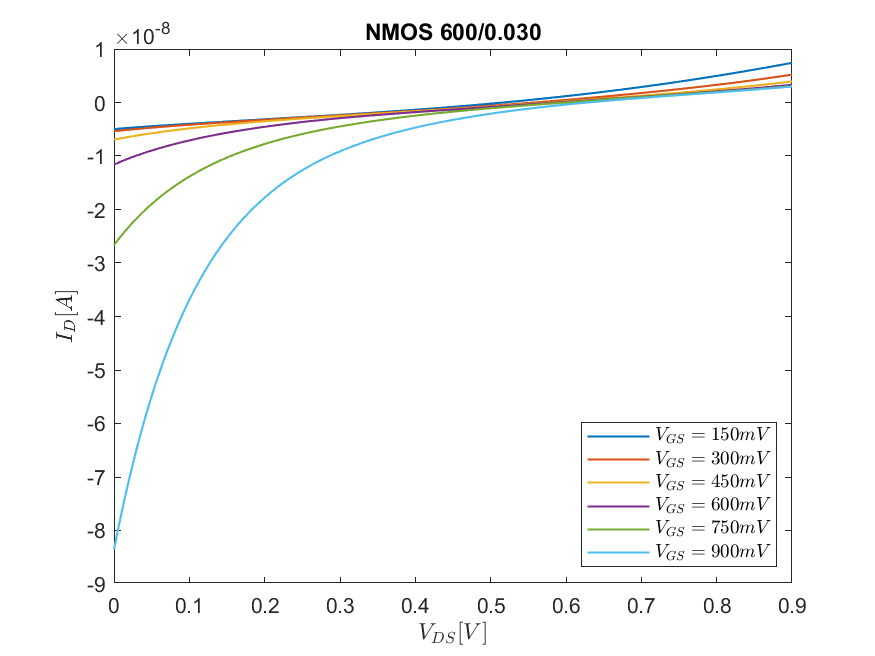 NMOS 600/0.030
×10-8
1
0
-1
-2
-3
-4
-5
-6
-7
-8
-9
I_D[A]
V_GS = 150mV
V_GS = 300mV
V_GS = 450mV
V_GS = 600mV
V_GS = 750mV
V_GS = 900mV
0 0.1 0.2 0.3 0.4 0.5 0.6 0.7 0.8 0.9
V_DS[V]